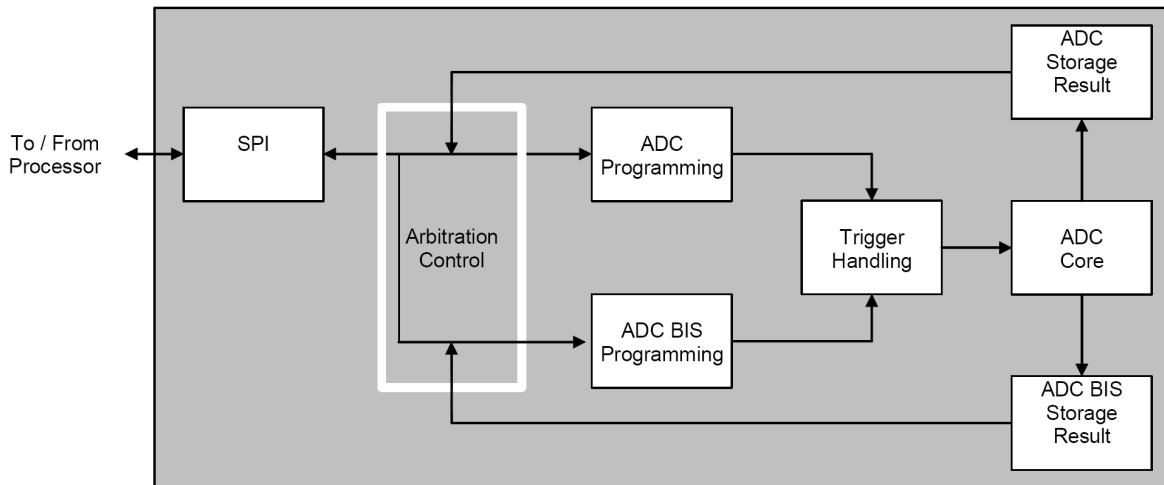 To / From
Processor
SPI
Arbitration
Control
ADC
Programming
ADC BIS
Programming
Trigger
Handling
ADC
Storage
Result
ADC
Core
ADC BIS
Storage
Result